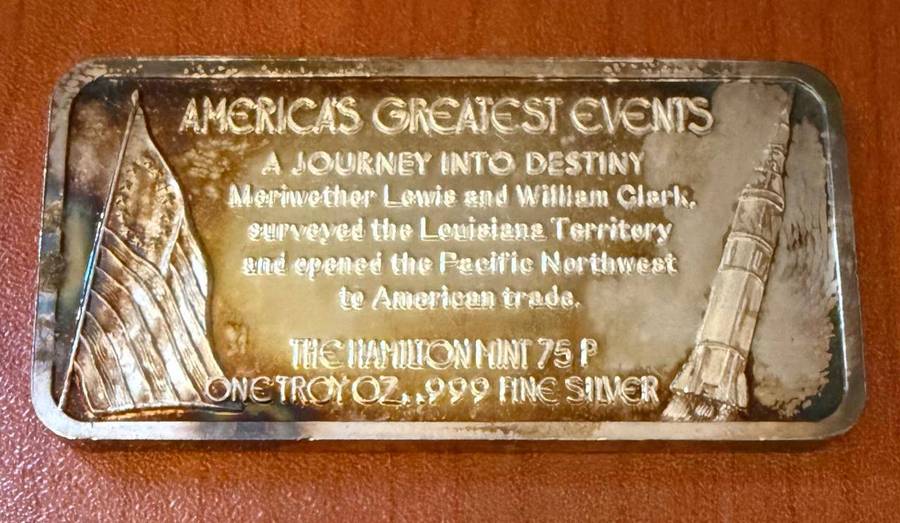 AMERICA'S GREATEST EVENTS
A JOURNEY INTO DESTINY
Meriwether Lewis and William Clark,
surveyed the Louisiana Territory
and opened the Pacific Northwest
to American trade.
THE HAMILTON MINT 75 P
ONE TROY OZ. .999 FINE SILVER